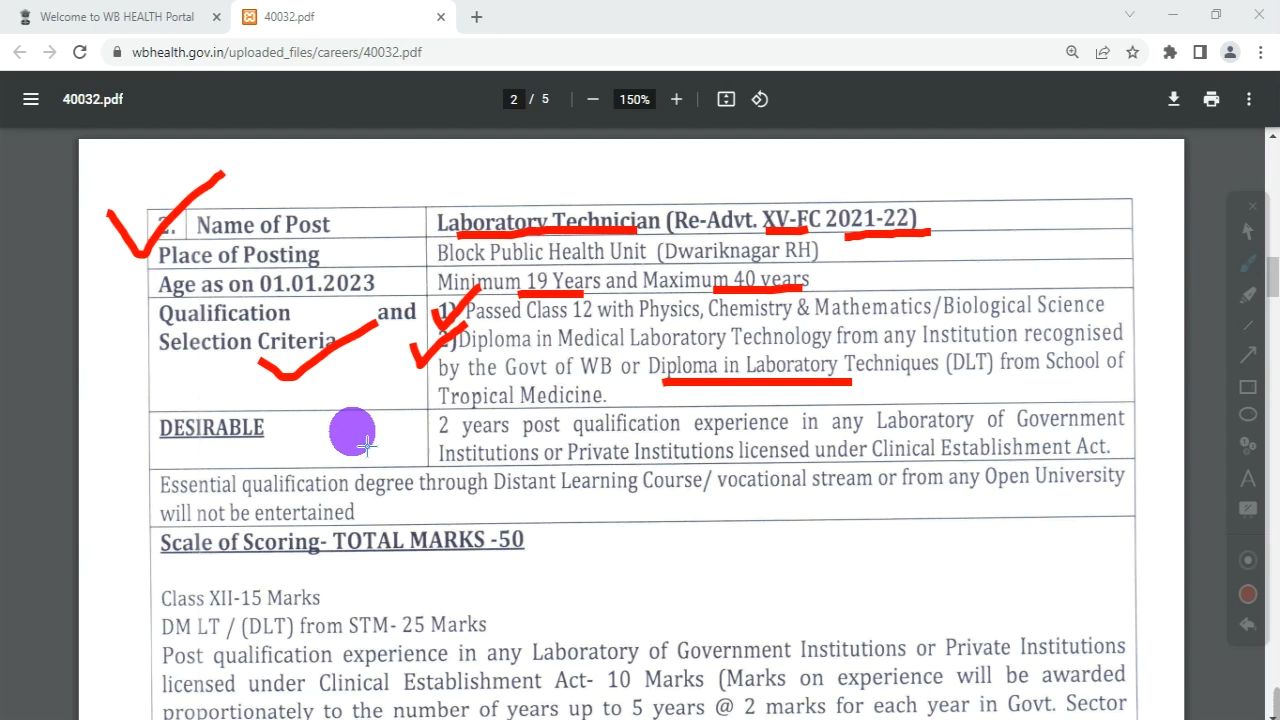 Welcome to WB HEALTH Portal
40032.pdf
wbhealth.gov.in/uploaded_files/careers/40032.pdf
40032.pdf
2 / 5
150%
2. Name of Post
Laboratory Technician (Re-Advt. XV-FC 2021-22)
Place of Posting
Block Public Health Unit (Dwariknagar RH)
Age as on 01.01.2023
Minimum 19 Years and Maximum 40 years
Qualification and
Selection Criteria
1) Passed Class 12 with Physics, Chemistry & Mathematics/Biological Science
2)Diploma in Medical Laboratory Technology from any Institution recognised
by the Govt of WB or Diploma in Laboratory Techniques (DLT) from School of
Tropical Medicine.
DESIRABLE
2 years post qualification experience in any Laboratory of Government
Institutions or Private Institutions licensed under Clinical Establishment Act.
Essential qualification degree through Distant Learning Course/ vocational stream or from any Open University
will not be entertained
Scale of Scoring- TOTAL MARKS -50
Class XII-15 Marks
DM LT / (DLT) from STM- 25 Marks
Post qualification experience in any Laboratory of Government Institutions or Private Institutions
licensed under Clinical Establishment Act- 10 Marks (Marks on experience will be awarded
proportionately to the number of years up to 5 years @ 2 marks for each year in Govt. Sector